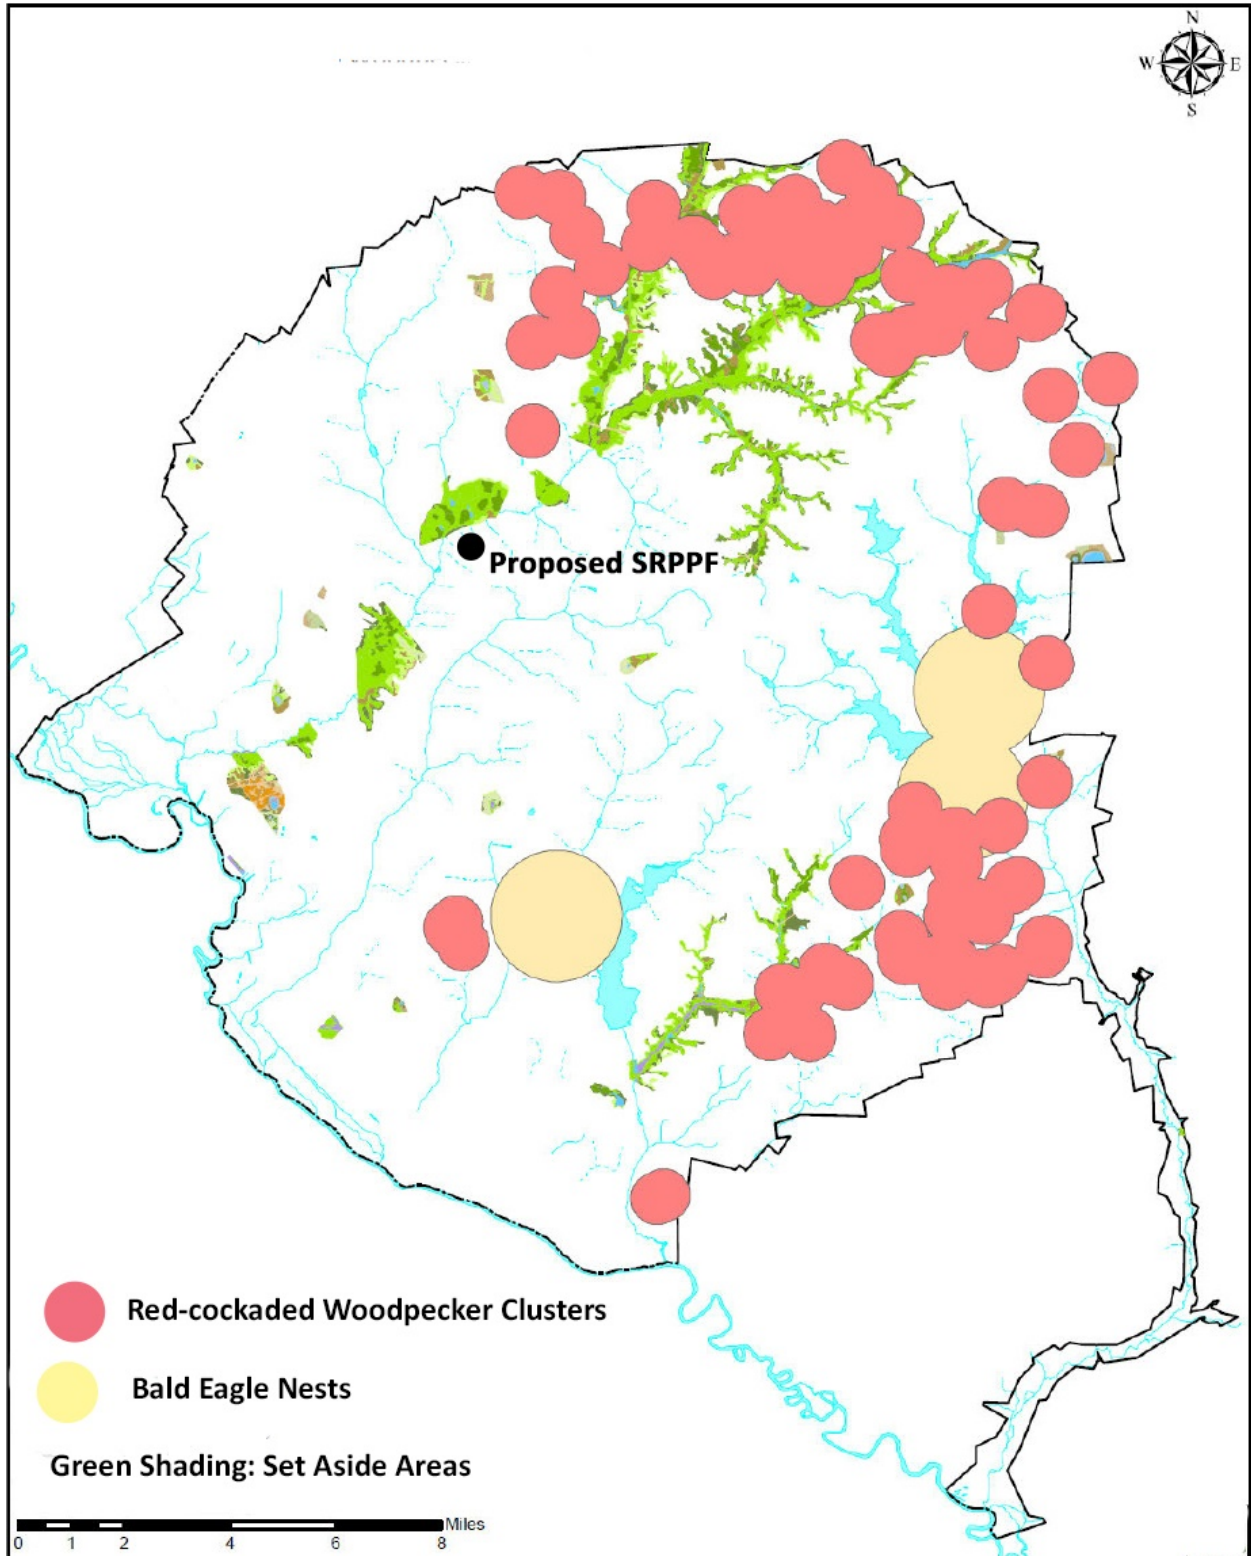 N
W E
S
Proposed SRPPF
Red-cockaded Woodpecker Clusters
Bald Eagle Nests
Green Shading: Set Aside Areas
Miles
0 1 2 4 6 8